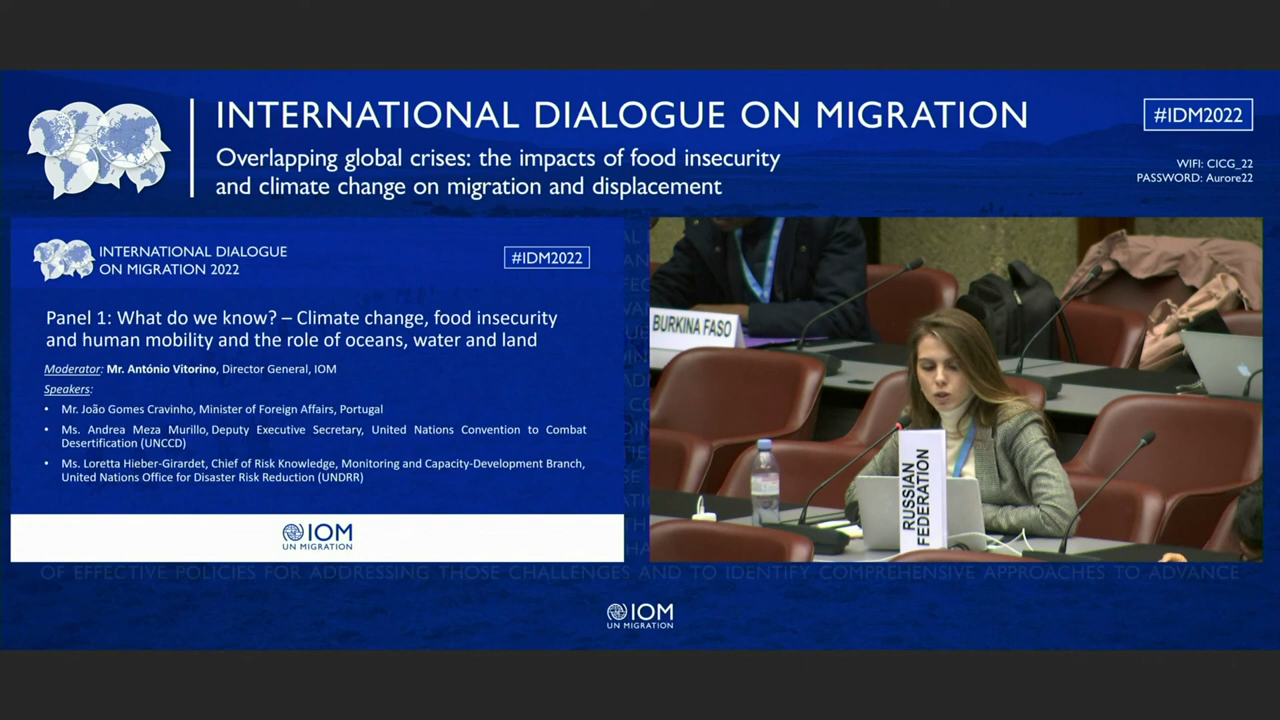 INTERNATIONAL DIALOGUE ON MIGRATION
Overlapping global crises: the impacts of food insecurity
and climate change on migration and displacement
#IDM2022
WIFI: CICG_22
PASSWORD: Aurore22
INTERNATIONAL DIALOGUE
ON MIGRATION 2022
#IDM2022
Panel 1: What do we know? – Climate change, food insecurity
and human mobility and the role of oceans, water and land
Moderator: Mr. António Vitorino, Director General, IOM
Speakers:
• Mr. João Gomes Cravinho, Minister of Foreign Affairs, Portugal
• Ms. Andrea Meza Murillo, Deputy Executive Secretary, United Nations Convention to Combat
Desertification (UNCCD)
• Ms. Loretta Hieber-Girardet, Chief of Risk Knowledge, Monitoring and Capacity-Development Branch,
United Nations Office for Disaster Risk Reduction (UNDRR)
IOM
UN MIGRATION
BURKINA FASO
RUSSIAN
FEDERATION
OF EFFECTIVE POLICIES FOR ADDRESSING THOSE CHALLENGES AND TO IDENTIFY COMPREHENSIVE APPROACHES TO ADVANCE
IOM
UN MIGRATION